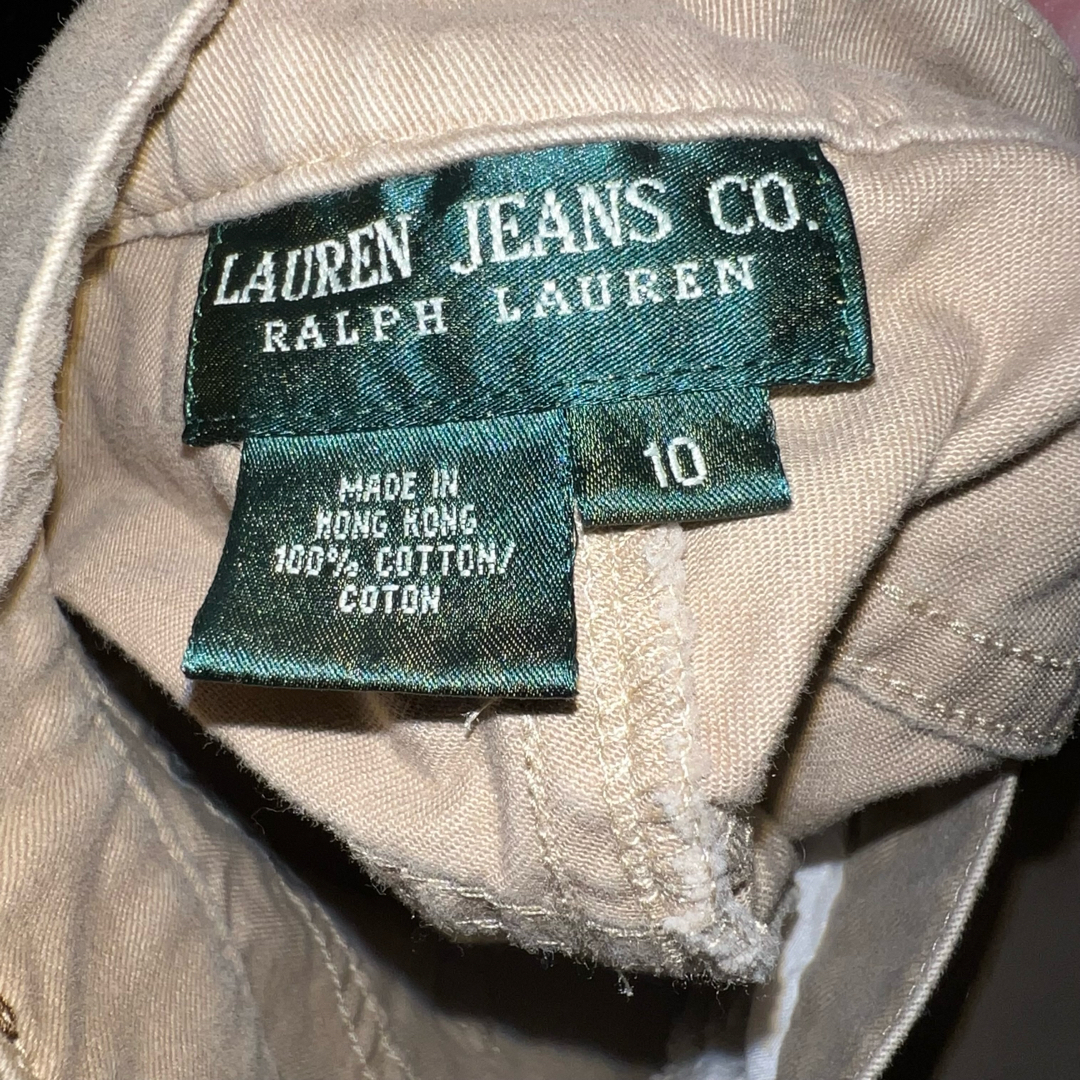 LAUREN JEANS CO.
RALPH LAUREN
10
MADE IN
HONG KONG
100% COTTON/
COTON